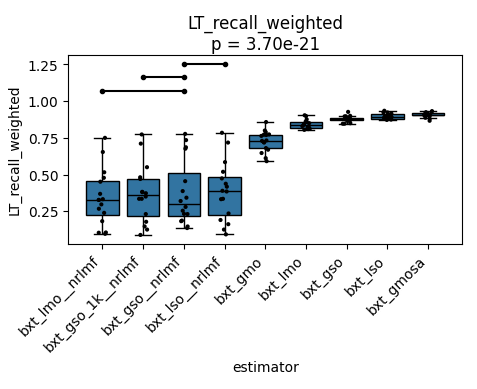 LT_recall_weighted
p = 3.70e-21
LT_recall_weighted
1.25
1.00
0.75
0.50
0.25
bxt_lmo__nrlmf
bxt_gso_1k__nrlmf
bxt_gso__nrlmf
bxt_lso__nrlmf
bxt_gmo
bxt_lmo
bxt_gso
bxt_lso
bxt_gmosa
estimator